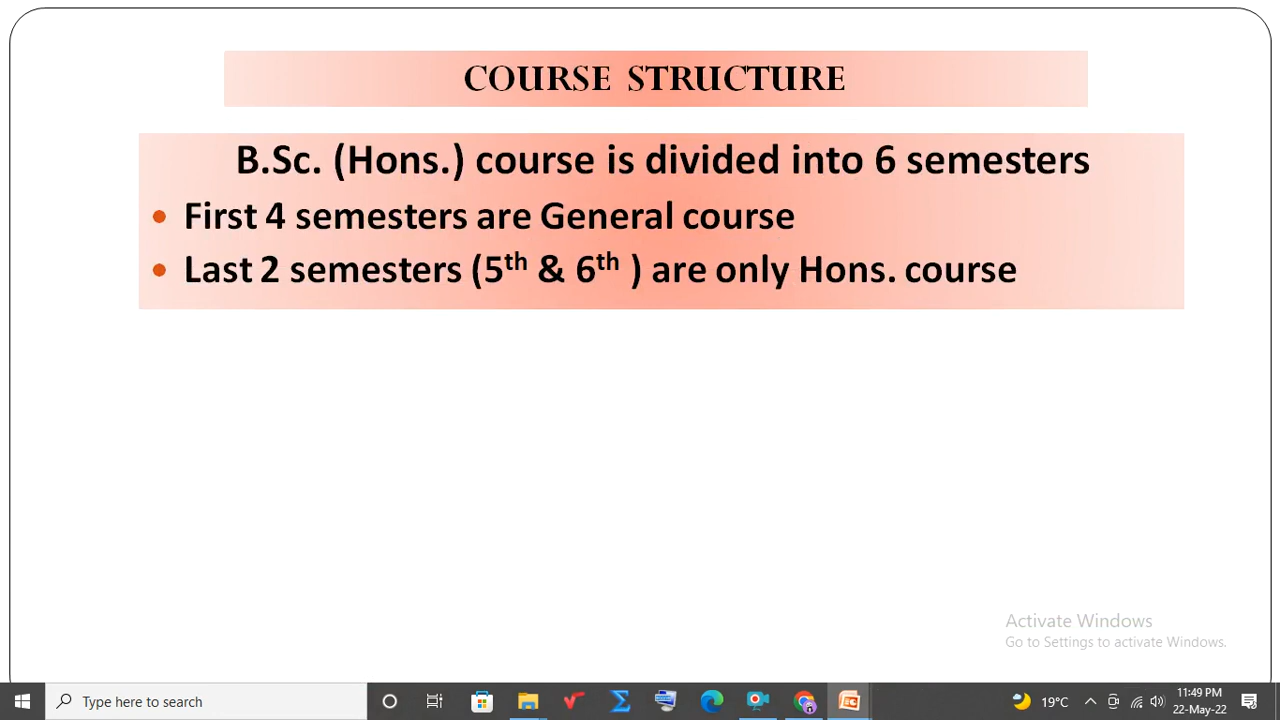 COURSE STRUCTURE
B.Sc. (Hons.) course is divided into 6 semesters
• First 4 semesters are General course
• Last 2 semesters (5th & 6th ) are only Hons. course
Activate Windows
Go to Settings to activate Windows.
Type here to search
19°C
11:49 PM
22-May-22